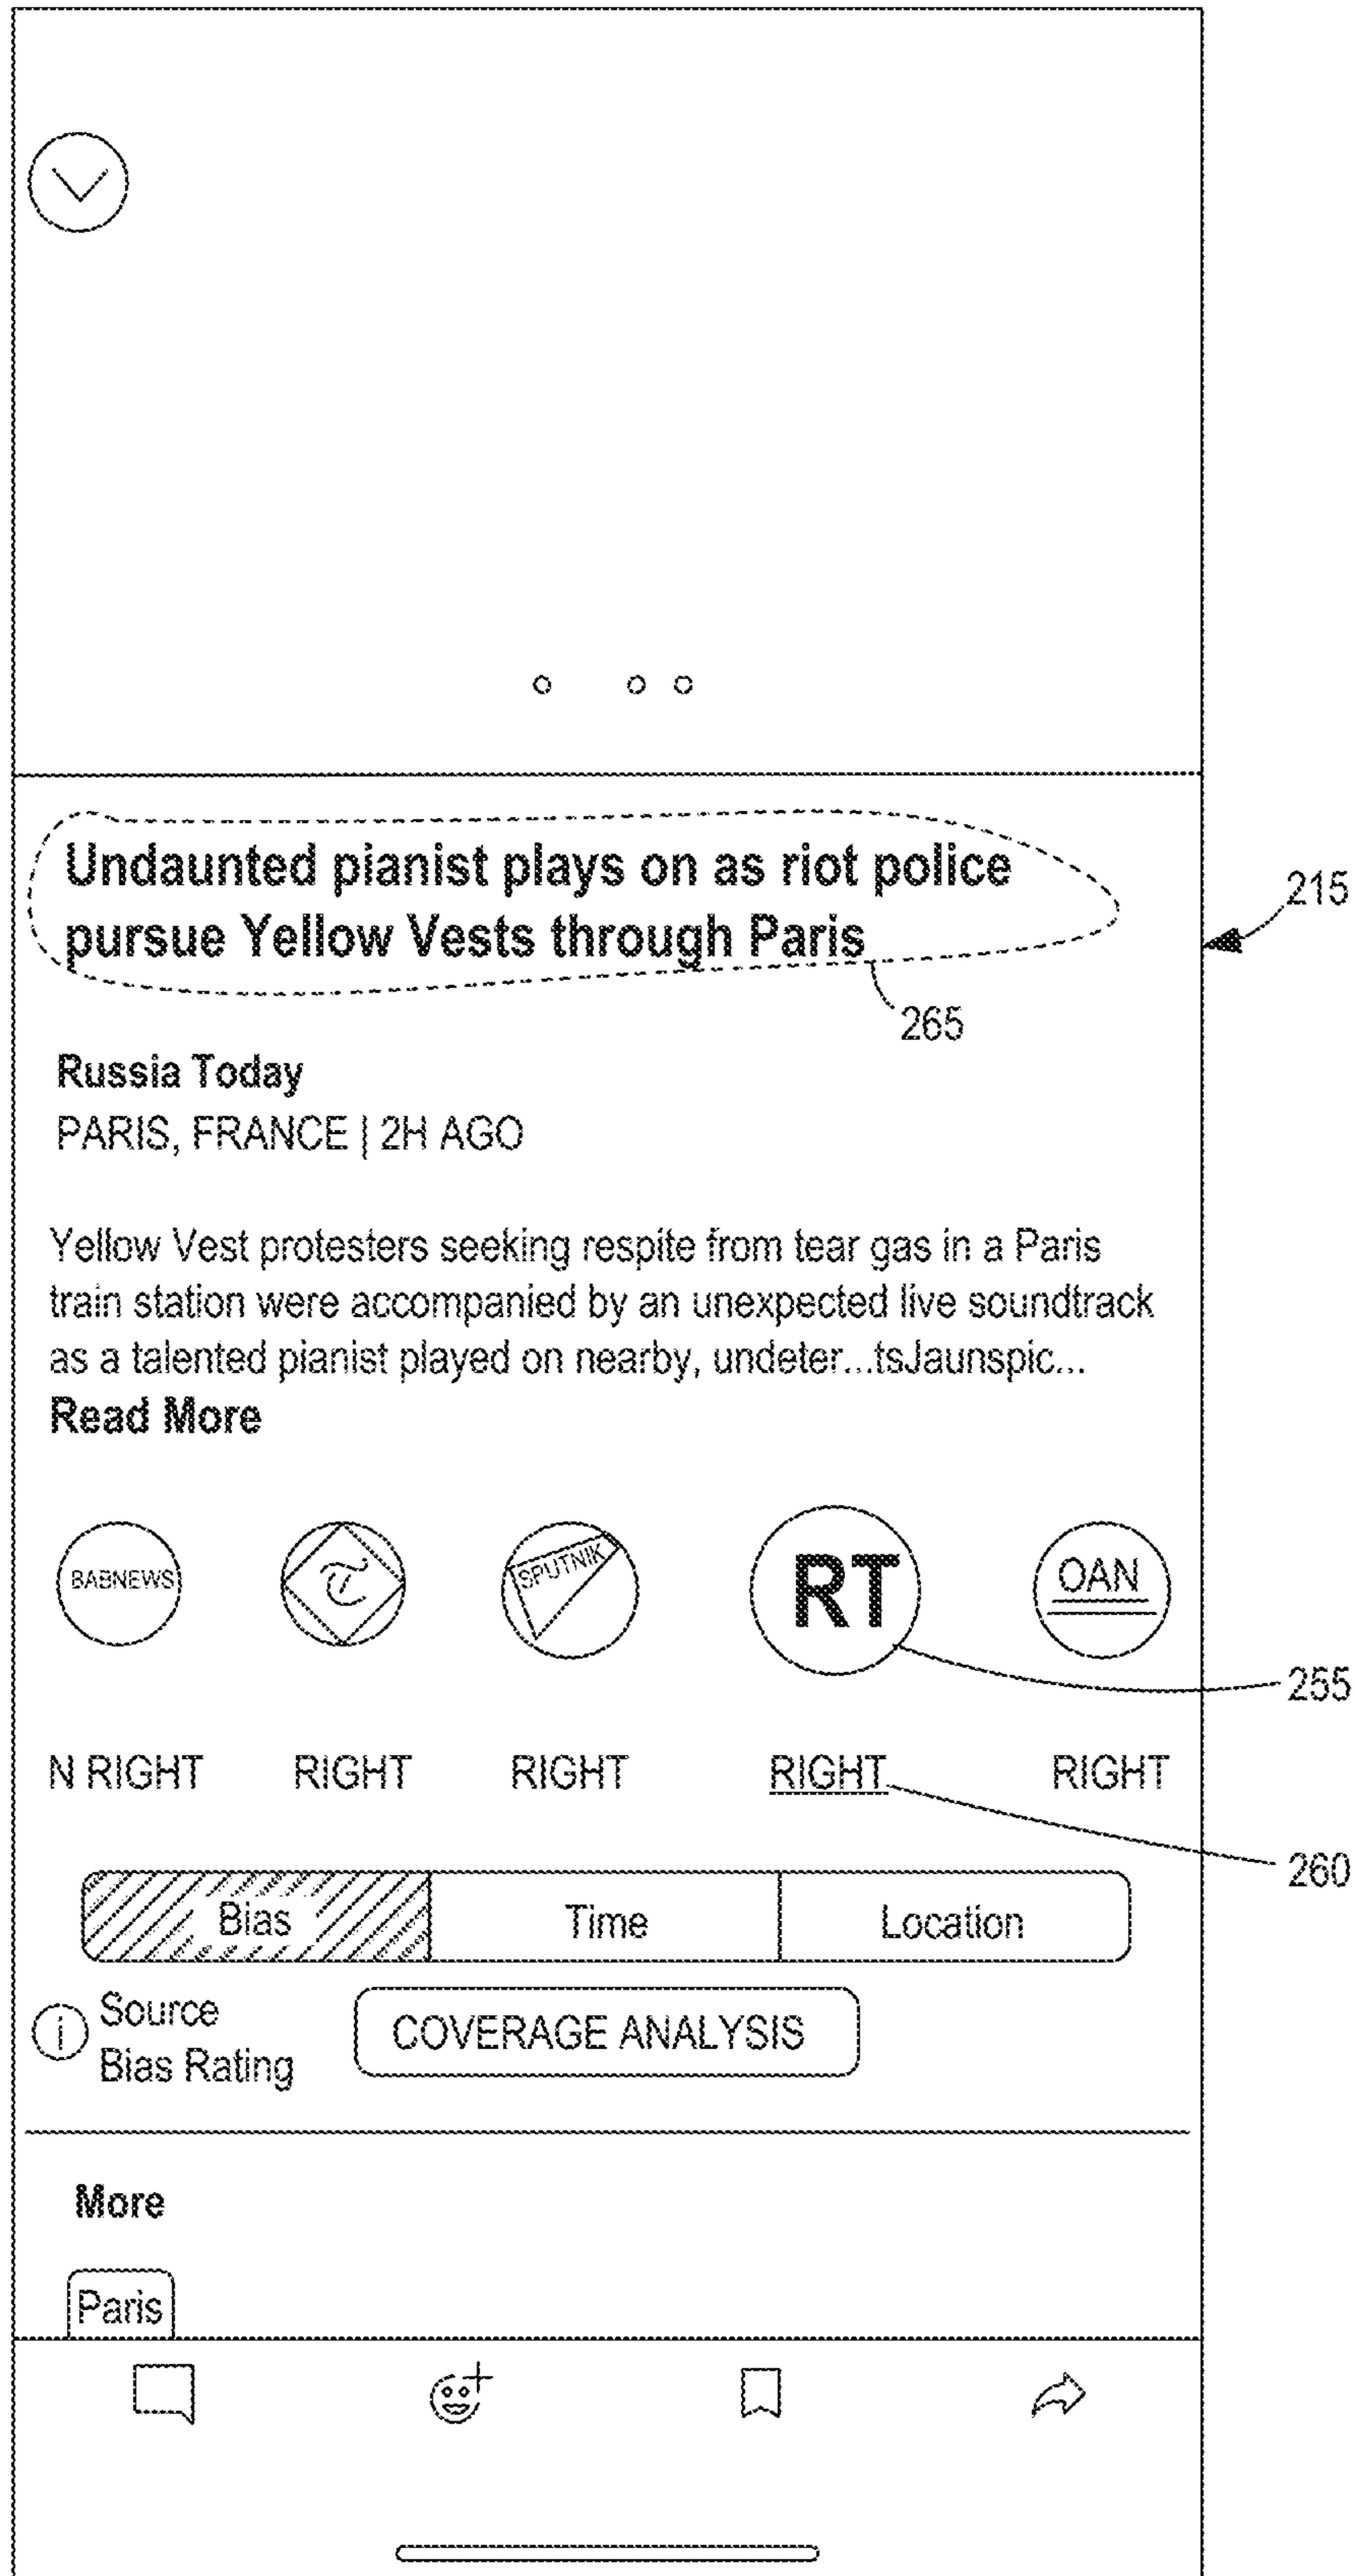 Undaunted pianist plays on as riot police
pursue Yellow Vests through Paris
215
265
Russia Today
PARIS, FRANCE | 2H AGO
Yellow Vest protesters seeking respite from tear gas in a Paris
train station were accompanied by an unexpected live soundtrack
as a talented pianist played on nearby, undeter...tsJaunspic...
Read More
BABNEWS
T
SPUTNIK
RT
OAN
255
N RIGHT
RIGHT
RIGHT
RIGHT
RIGHT
260
Bias
Time
Location
i
Source
Bias Rating
COVERAGE ANALYSIS
More
Paris